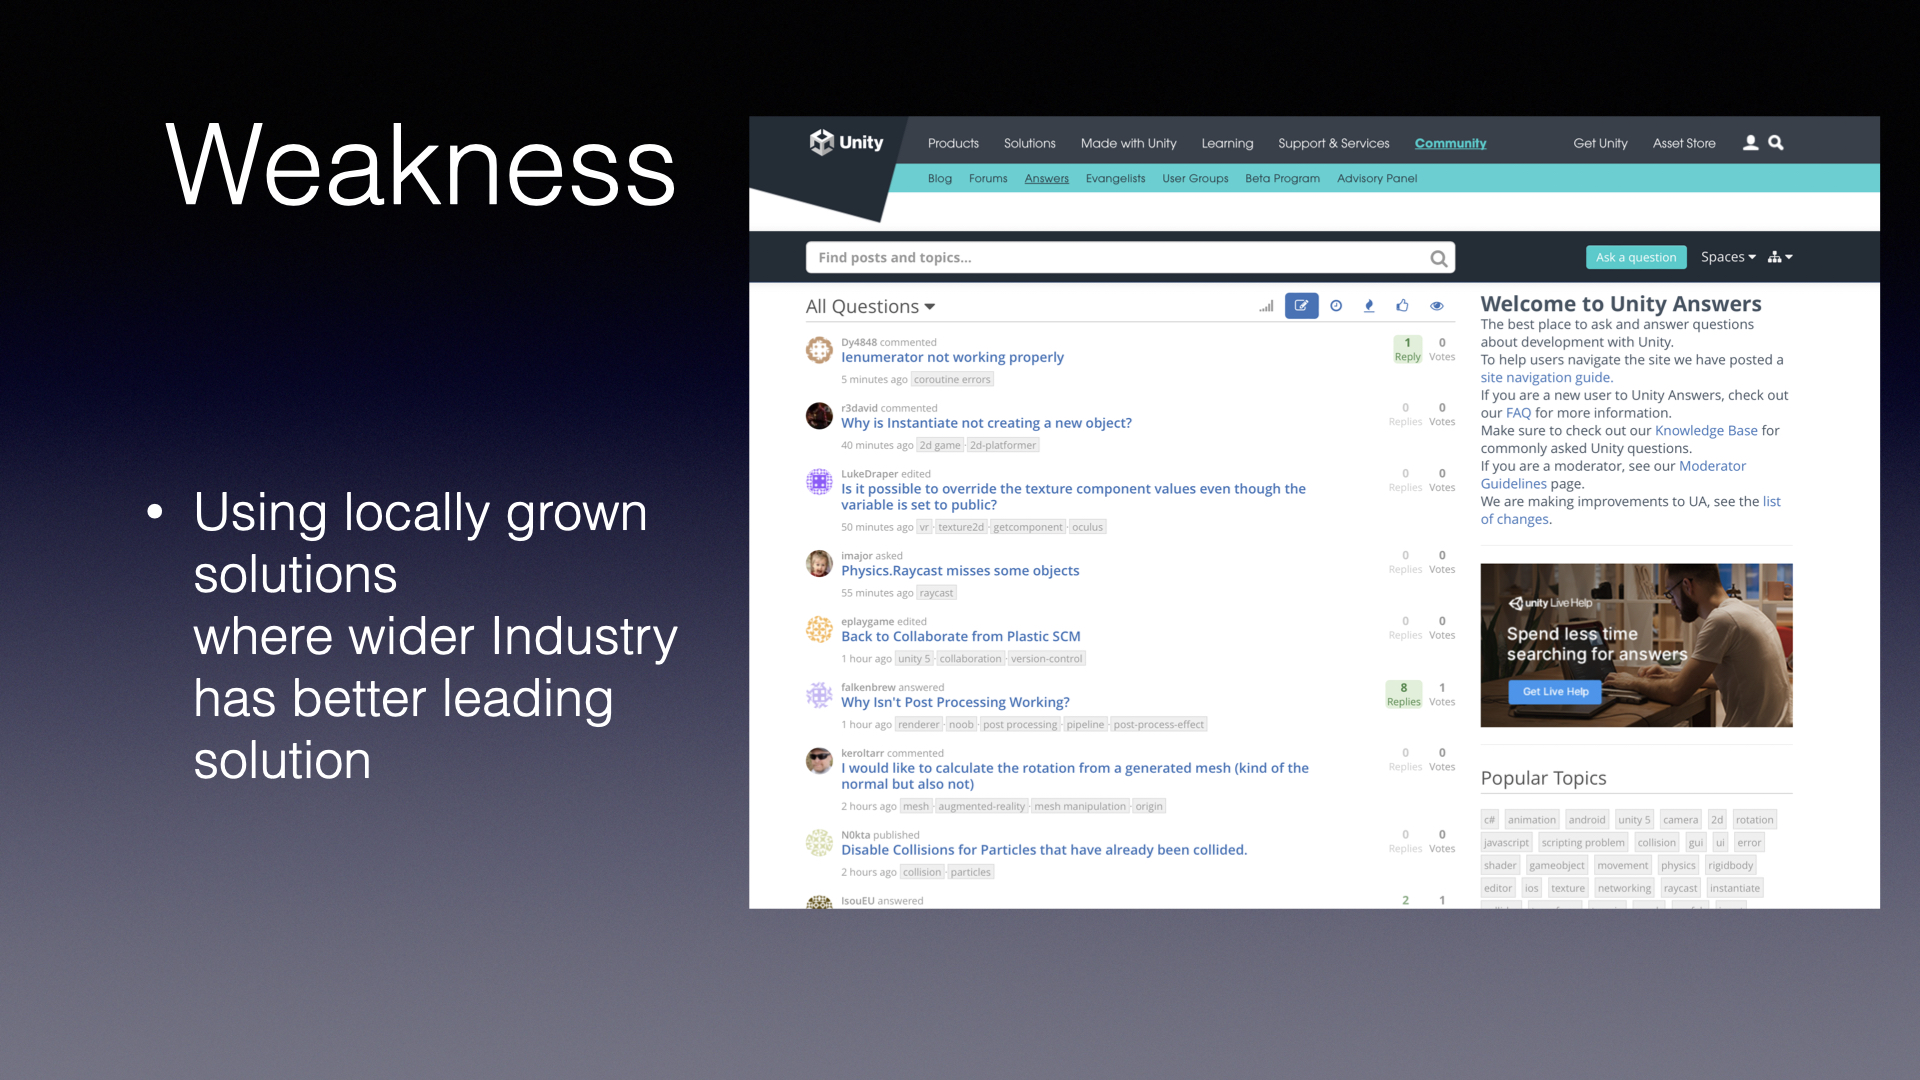 Weakness
• Using locally grown
solutions
where wider Industry
has better leading
solution
Unity
Products Solutions Made with Unity Learning Support & Services Community Get Unity Asset Store
Blog Forums Answers Evangelists User Groups Beta Program Advisory Panel
Find posts and topics...
Ask a question Spaces
All Questions
Dy4848 commented
Ienumerator not working properly
5 minutes ago coroutine errors
1 Reply 0 Votes
r3david commented
Why is Instantiate not creating a new object?
40 minutes ago 2d game 2d-platformer
0 Replies 0 Votes
LukeDraper edited
Is it possible to override the texture component values even though the
variable is set to public?
50 minutes ago vr texture2d getcomponent oculus
0 Replies 0 Votes
imajor asked
Physics.Raycast misses some objects
55 minutes ago raycast
0 Replies 0 Votes
eplaygame edited
Back to Collaborate from Plastic SCM
1 hour ago unity 5 collaboration version-control
0 Replies 0 Votes
falkenbrew answered
Why Isn't Post Processing Working?
1 hour ago renderer noob post processing pipeline post-process-effect
8 Replies 1 Votes
keroltarr commented
I would like to calculate the rotation from a generated mesh (kind of the
normal but also not)
2 hours ago mesh augmented-reality mesh manipulation origin
0 Replies 0 Votes
N0kta published
Disable Collisions for Particles that have already been collided.
2 hours ago collision particles
0 Replies 0 Votes
IsouEU answered
2 1
Welcome to Unity Answers
The best place to ask and answer questions
about development with Unity.
To help users navigate the site we have posted a
site navigation guide.
If you are a new user to Unity Answers, check out
our FAQ for more information.
Make sure to check out our Knowledge Base for
commonly asked Unity questions.
If you are a moderator, see our Moderator
Guidelines page.
We are making improvements to UA, see the list
of changes.
unity Live Help
Spend less time
searching for answers
Get Live Help
Popular Topics
c# animation android unity 5 camera 2d rotation
javascript scripting problem collision gui ui error
shader gameobject movement physics rigidbody
editor ios texture networking raycast instantiate